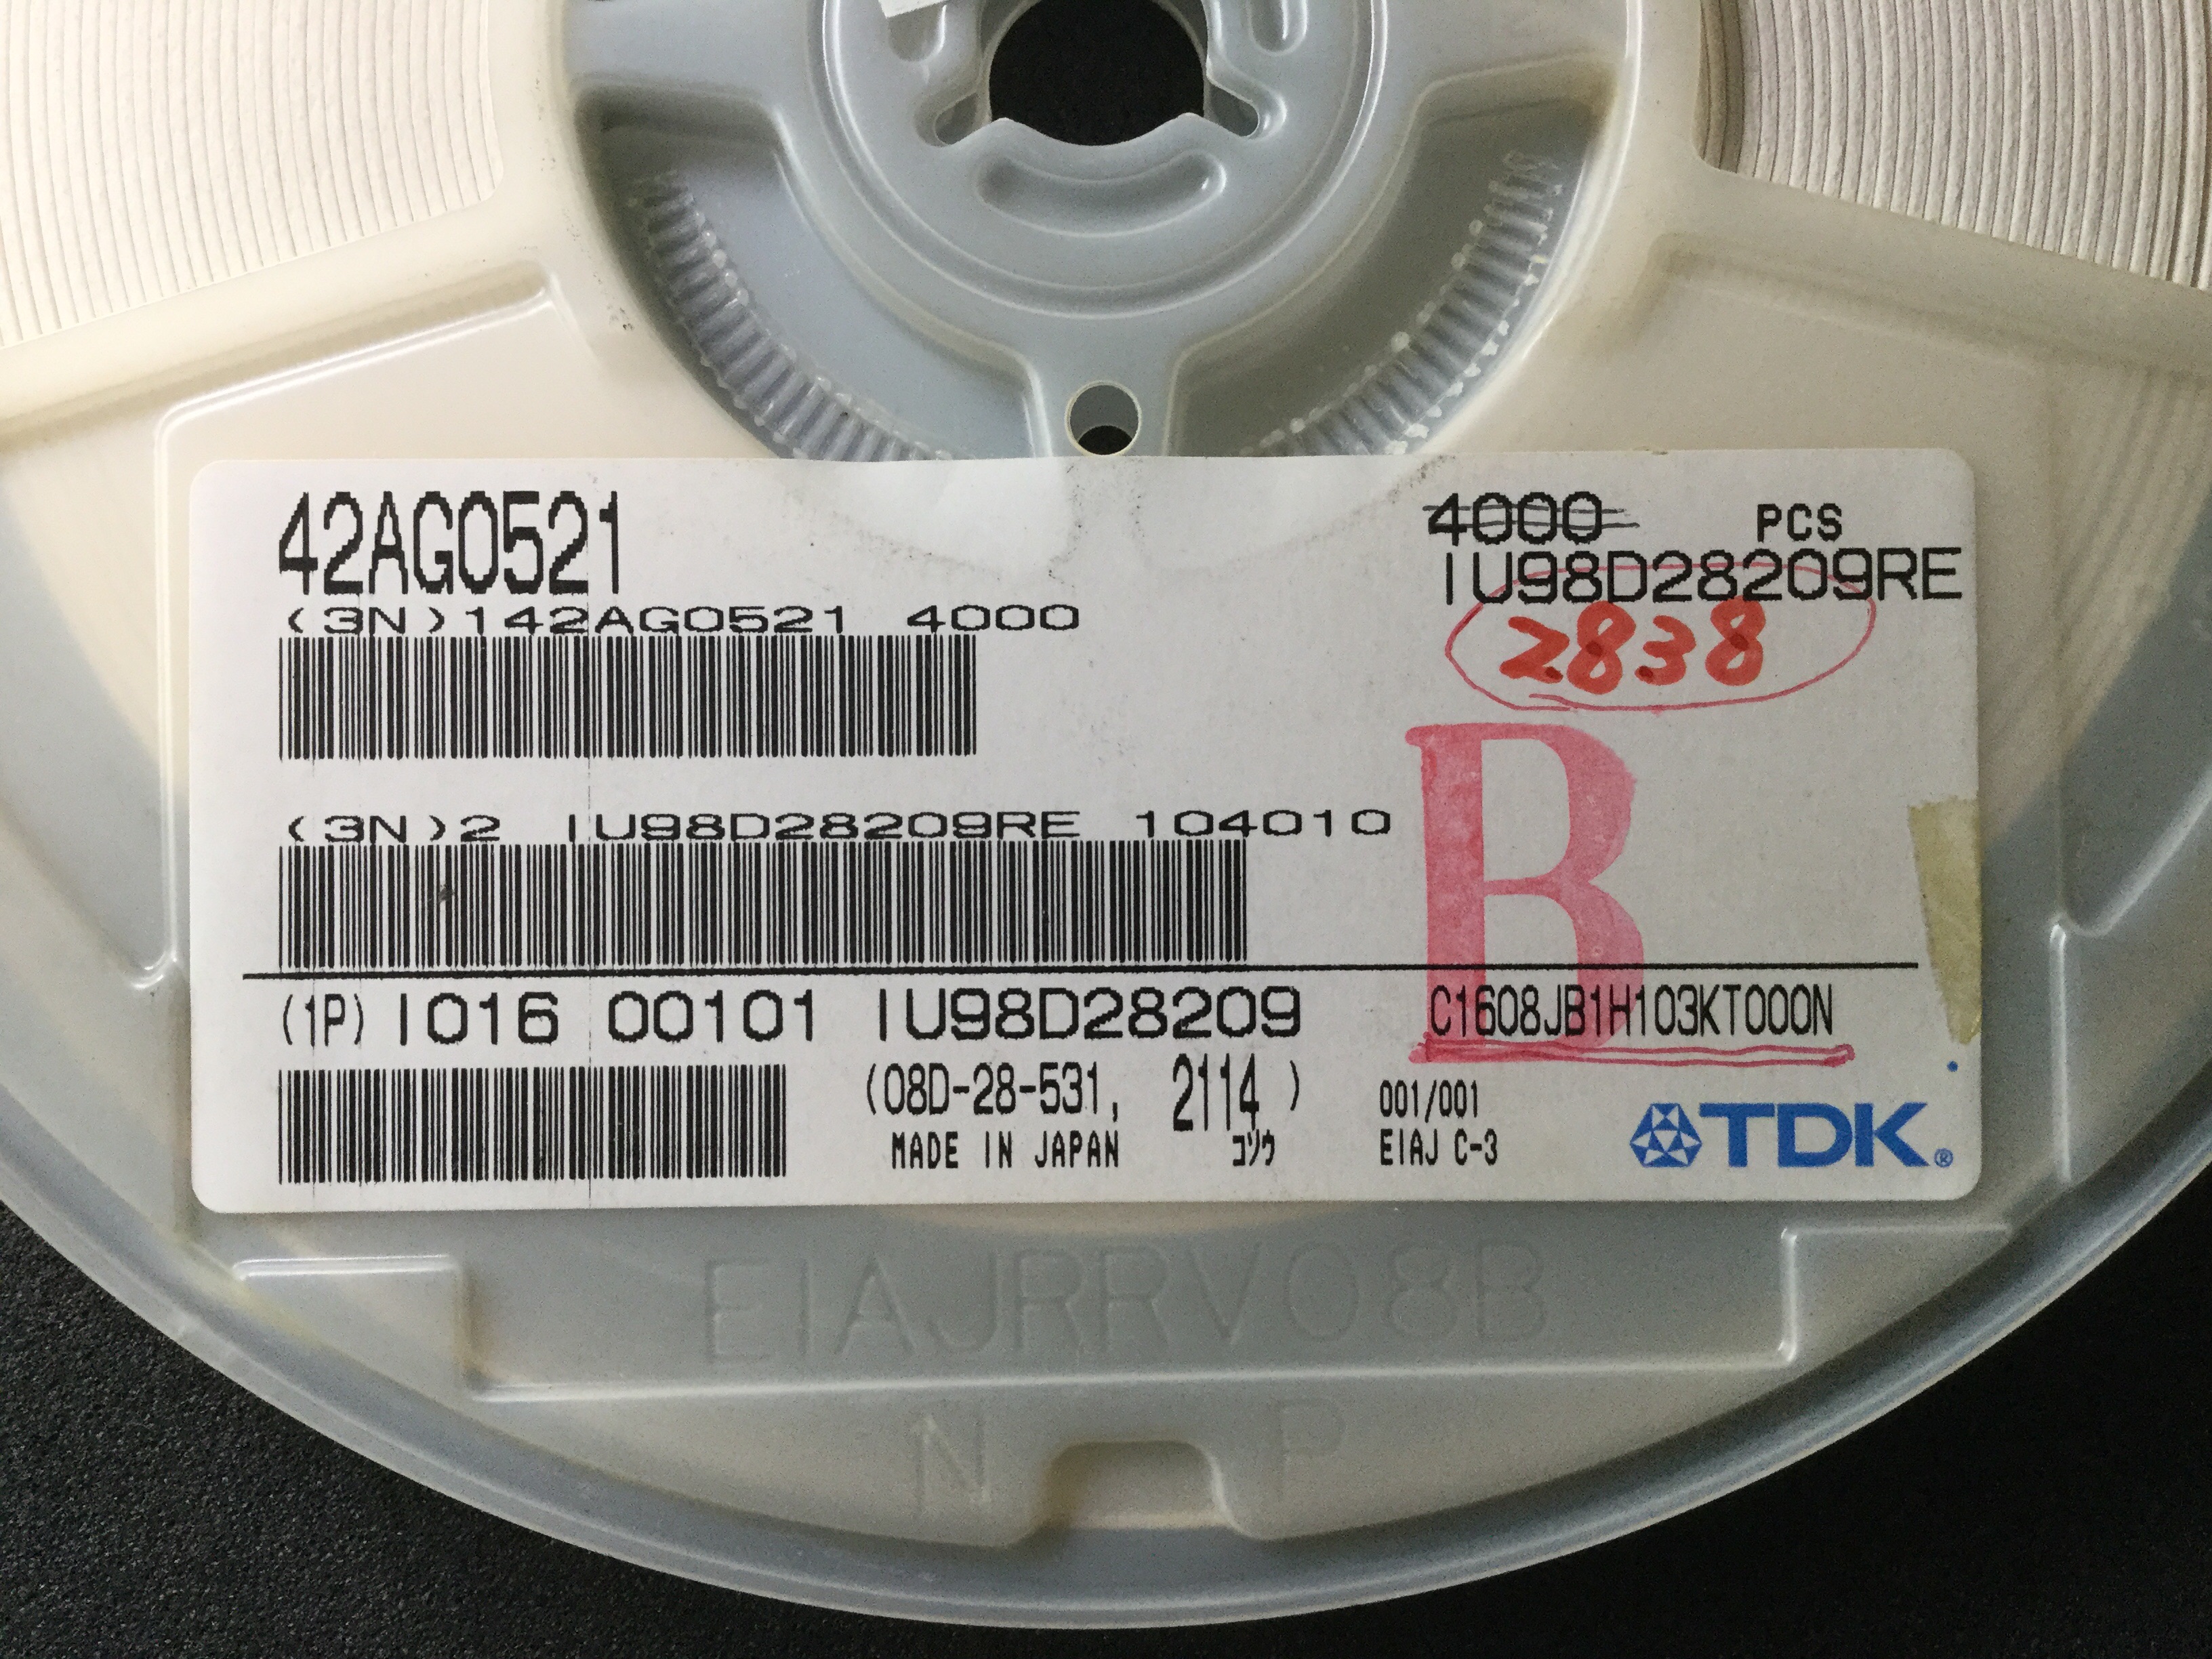 42AG0521
4000 PCS
IU98D28209RE
(3N)142AG0521 4000
2838
B
(3N)2 IU98D28209RE 104010
(1P) I016 00101 IU98D28209
C1608JB1H103KT000N
(08D-28-531, 2114 )
001/001
MADE IN JAPAN コソウ
EIAJ C-3
TDK®
EIAJRRV08B
N P